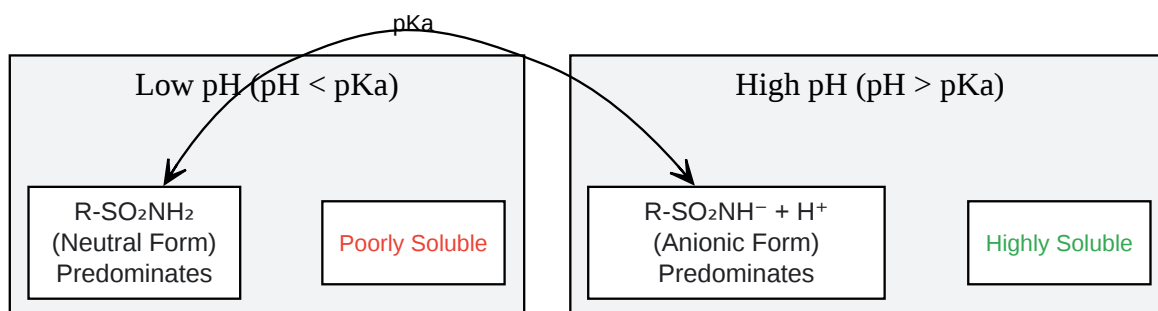 pKa
Low pH (pH < pKa)
R-SO₂NH₂
(Neutral Form)
Predominates
Poorly Soluble
High pH (pH > pKa)
R-SO₂NH⁻ + H⁺
(Anionic Form)
Predominates
Highly Soluble